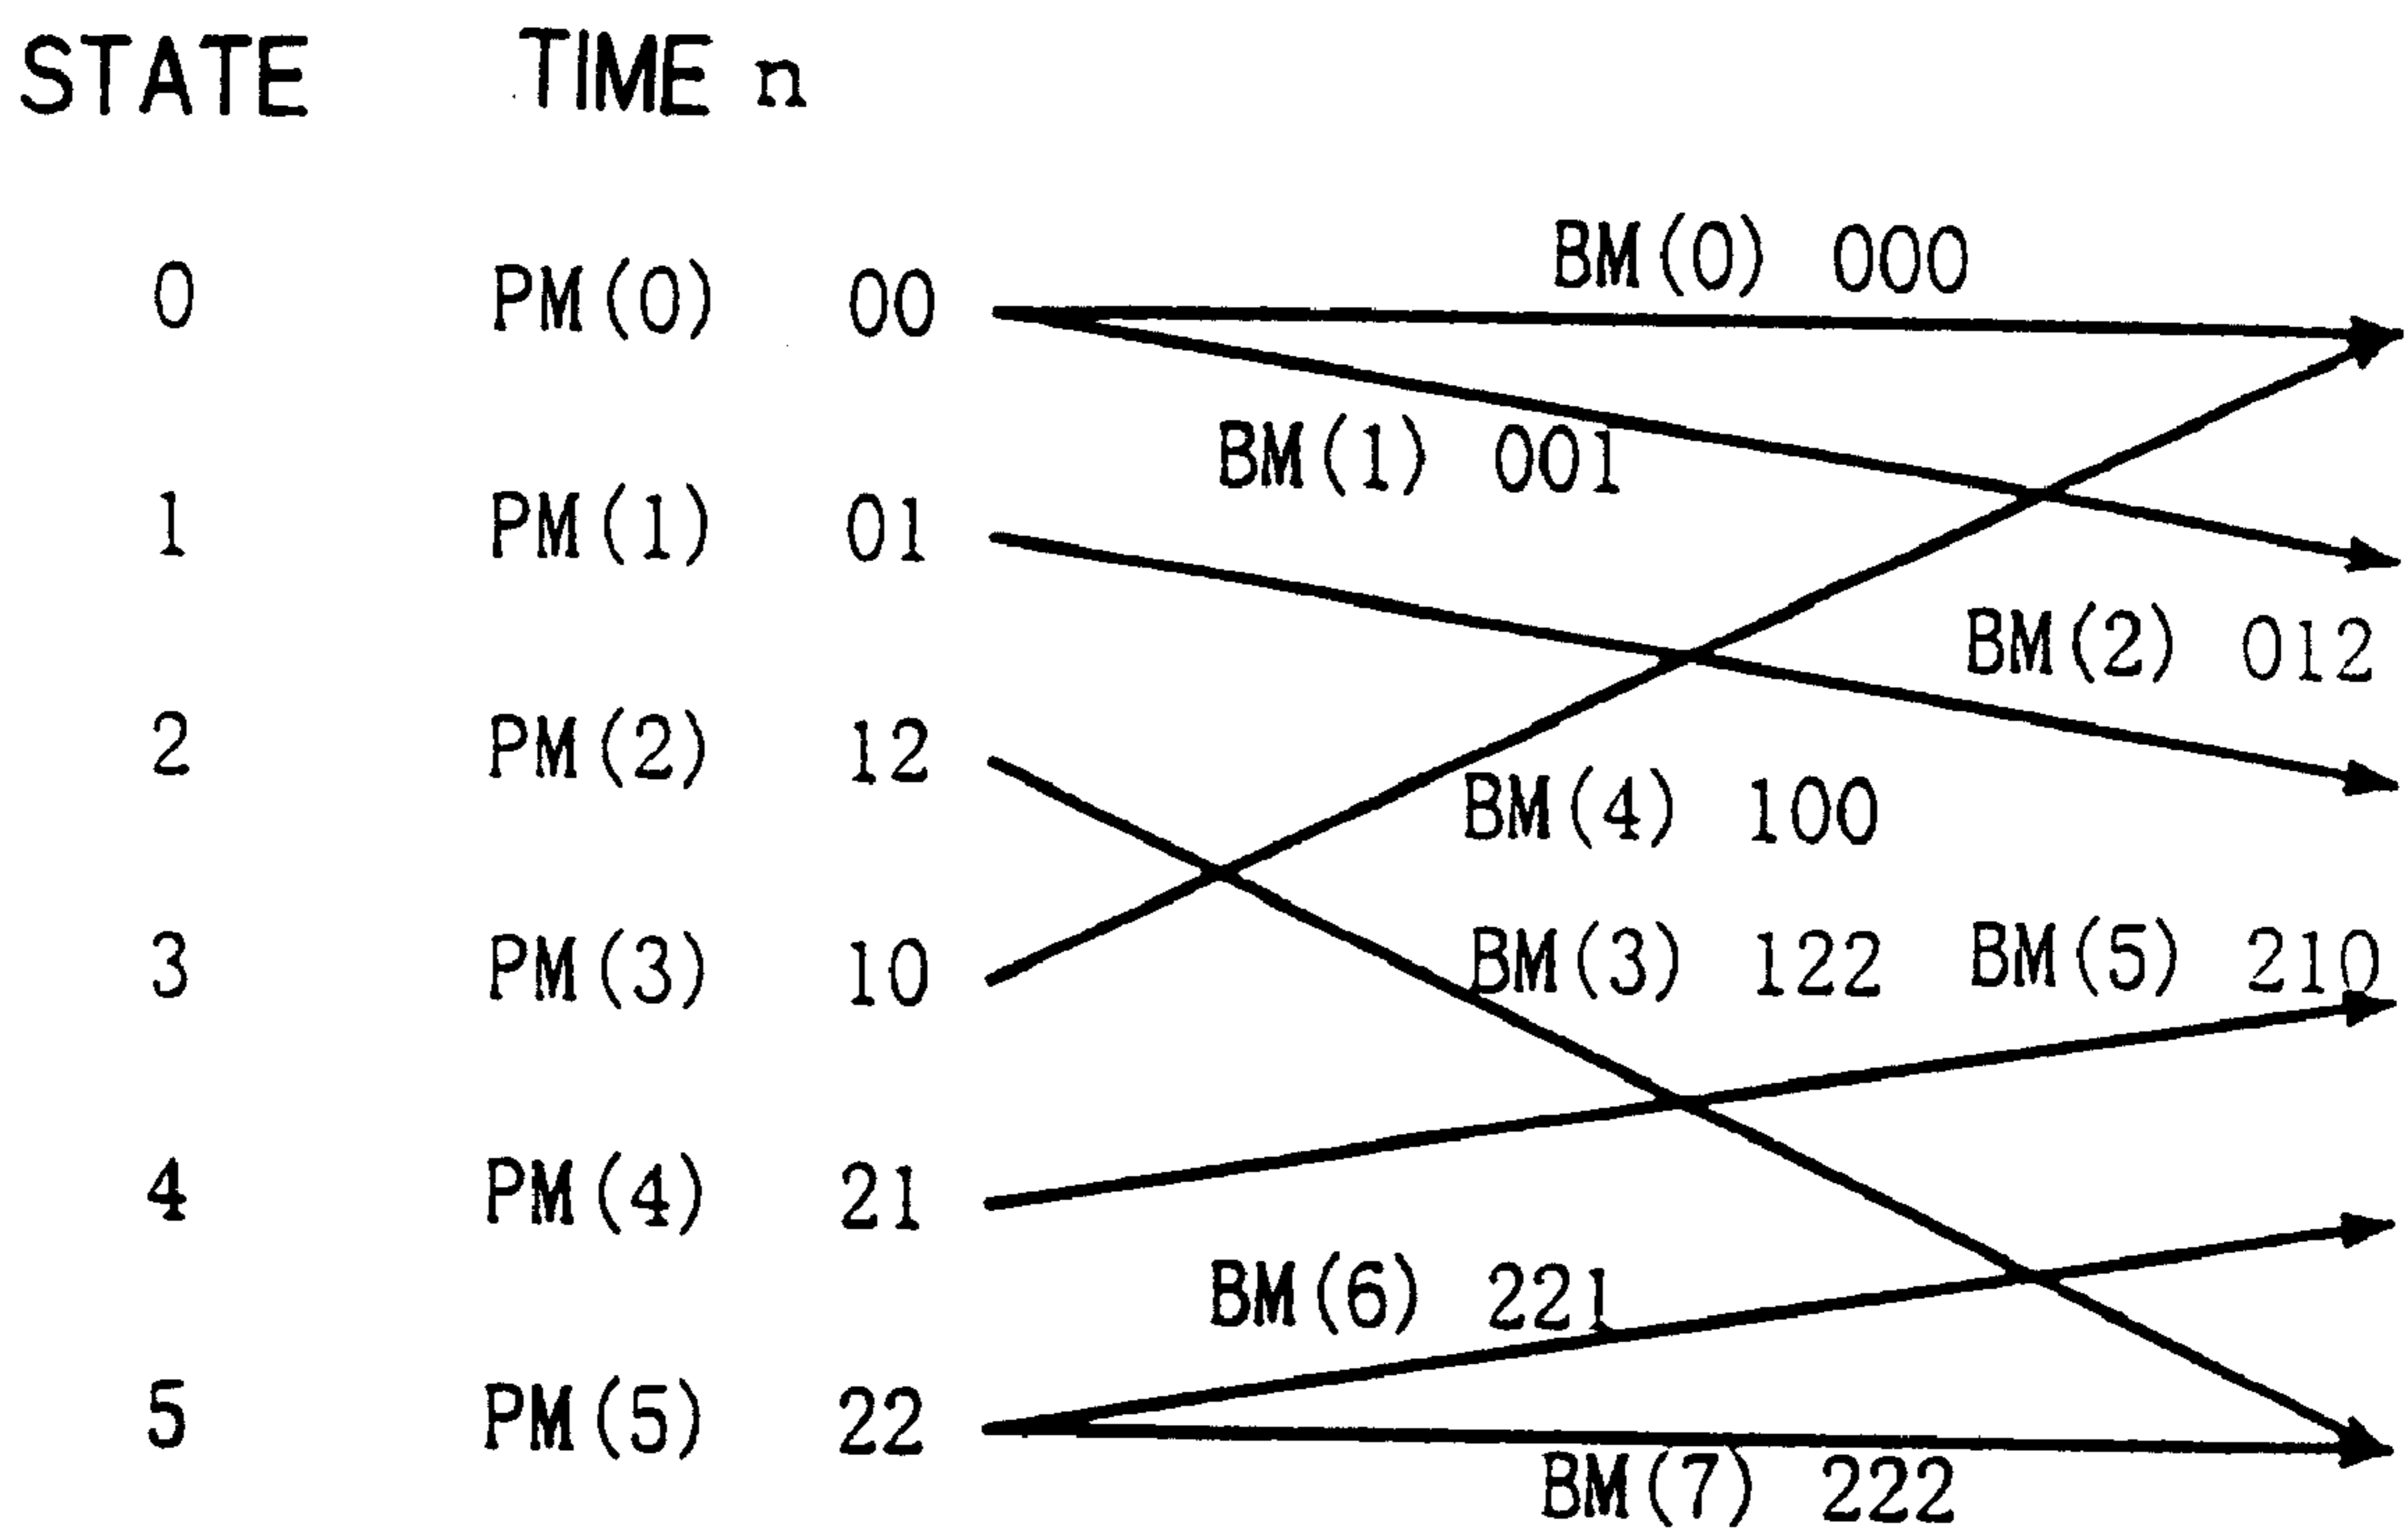 STATE TIME n
BM(0) 000
0 PM(0) 00
BM(1) 001
1 PM(1) 01
BM(2) 012
2 PM(2) 12
BM(4) 100
3 PM(3) 10 BM(3) 122 BM(5) 210
4 PM(4) 21
BM(6) 221
5 PM(5) 22
BM(7) 222